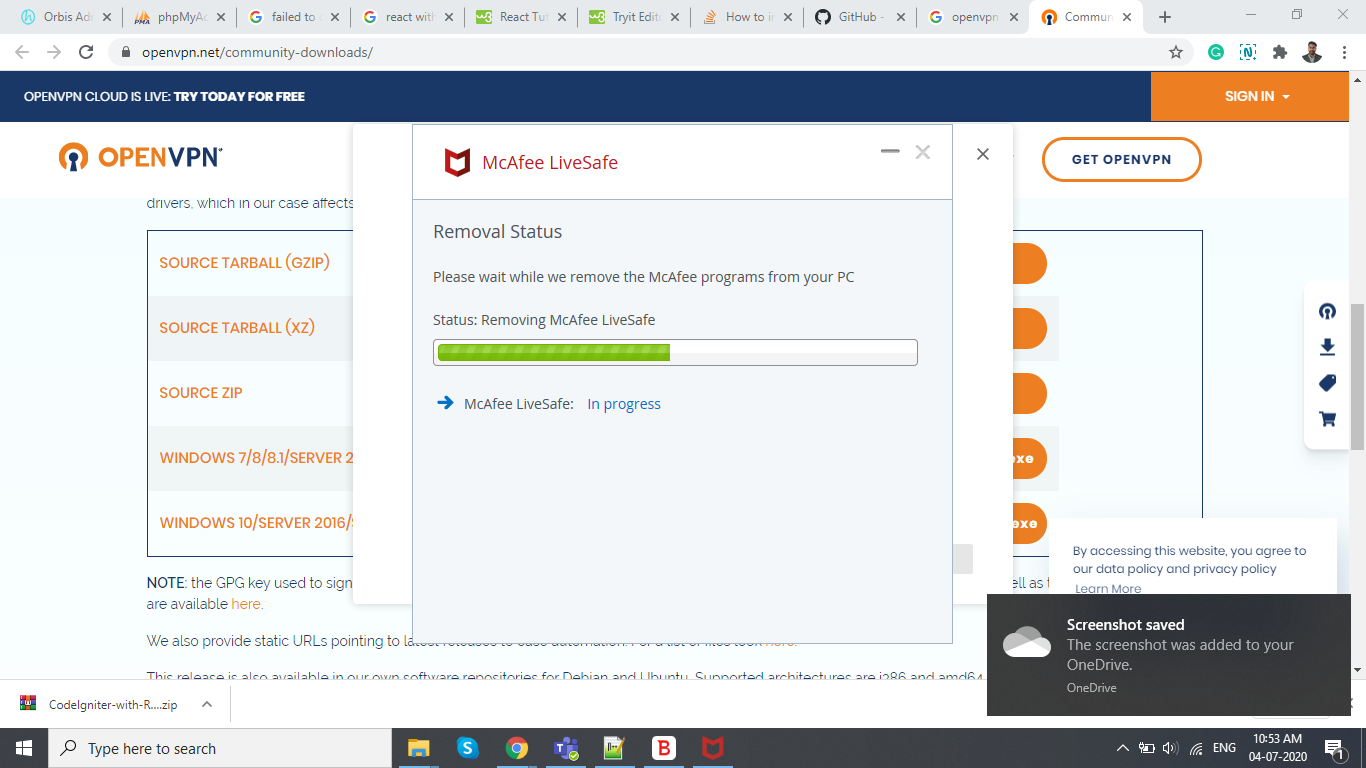 Orbis Adr
phpMyAd
failed to c
react with
React Tut
Tryit Edit
How to in
GitHub -
openvpn
Commun
openvpn.net/community-downloads/
OPENVPN CLOUD IS LIVE: TRY TODAY FOR FREE
SIGN IN
OPENVPN
GET OPENVPN
McAfee LiveSafe
drivers, which in our case affects
Removal Status
SOURCE TARBALL (GZIP)
Please wait while we remove the McAfee programs from your PC
Status: Removing McAfee LiveSafe
SOURCE TARBALL (XZ)
SOURCE ZIP
McAfee LiveSafe: In progress
WINDOWS 7/8/8.1/SERVER 2
exe
WINDOWS 10/SERVER 2016/
exe
By accessing this website, you agree to
our data policy and privacy policy
Learn More
NOTE: the GPG key used to sign
ell as t
are available here.
We also provide static URLs pointing to latest releases to ease automation. For a list of files look here.
This release is also available in our own software repositories for Debian and Ubuntu. Supported architectures are i386 and amd64
Screenshot saved
The screenshot was added to your
OneDrive.
OneDrive
CodeIgniter-with-R....zip
Type here to search
ENG
10:53 AM
04-07-2020
1